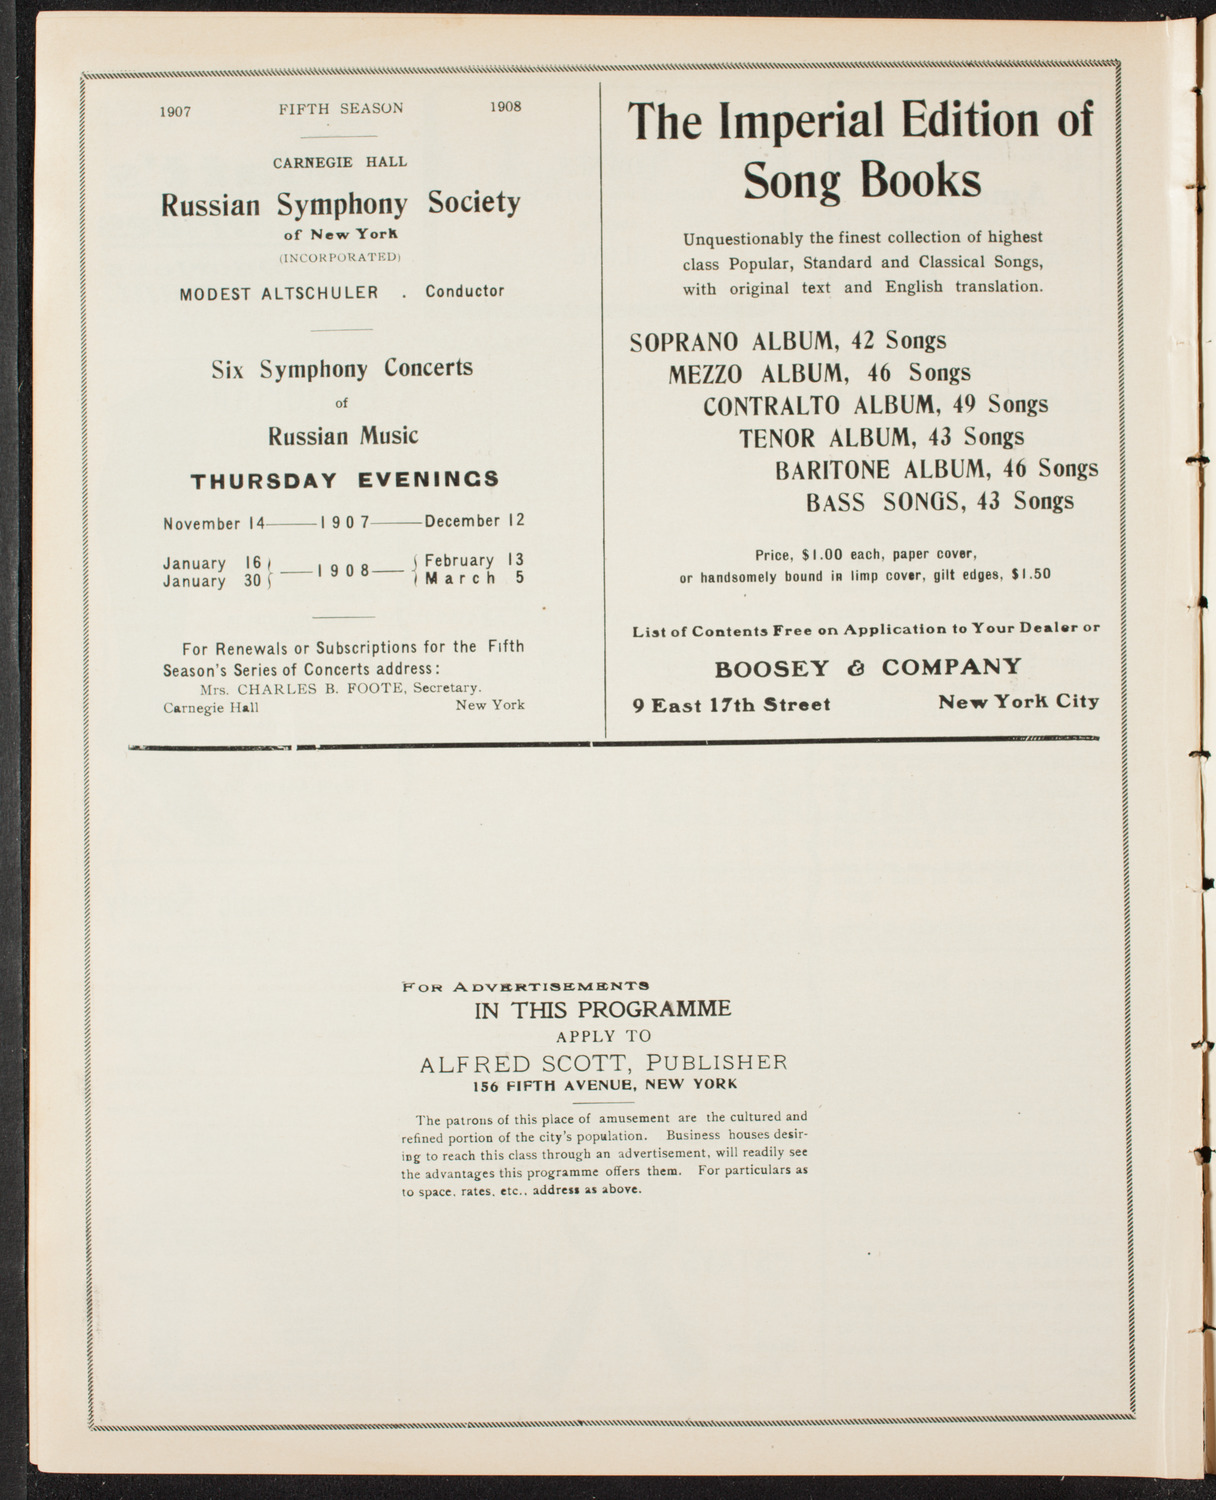 1907 FIFTH SEASON 1908
CARNEGIE HALL
Russian Symphony Society
of New York
(INCORPORATED)
MODEST ALTSCHULER . Conductor
Six Symphony Concerts
of
Russian Music
THURSDAY EVENINGS
November 14——1907——December 12
January 16 } —1908— { February 13
January 30 } { March 5
For Renewals or Subscriptions for the Fifth
Season's Series of Concerts address:
Mrs. CHARLES B. FOOTE, Secretary.
Carnegie Hall New York
The Imperial Edition of
Song Books
Unquestionably the finest collection of highest
class Popular, Standard and Classical Songs,
with original text and English translation.
SOPRANO ALBUM, 42 Songs
MEZZO ALBUM, 46 Songs
CONTRALTO ALBUM, 49 Songs
TENOR ALBUM, 43 Songs
BARITONE ALBUM, 46 Songs
BASS SONGS, 43 Songs
Price, $1.00 each, paper cover,
or handsomely bound in limp cover, gilt edges, $1.50
List of Contents Free on Application to Your Dealer or
BOOSEY & COMPANY
9 East 17th Street New York City
FOR ADVERTISEMENTS
IN THIS PROGRAMME
APPLY TO
ALFRED SCOTT, PUBLISHER
156 FIFTH AVENUE, NEW YORK
The patrons of this place of amusement are the cultured and
refined portion of the city's population. Business houses desir-
ing to reach this class through an advertisement, will readily see
the advantages this programme offers them. For particulars as
to space, rates, etc., address as above.